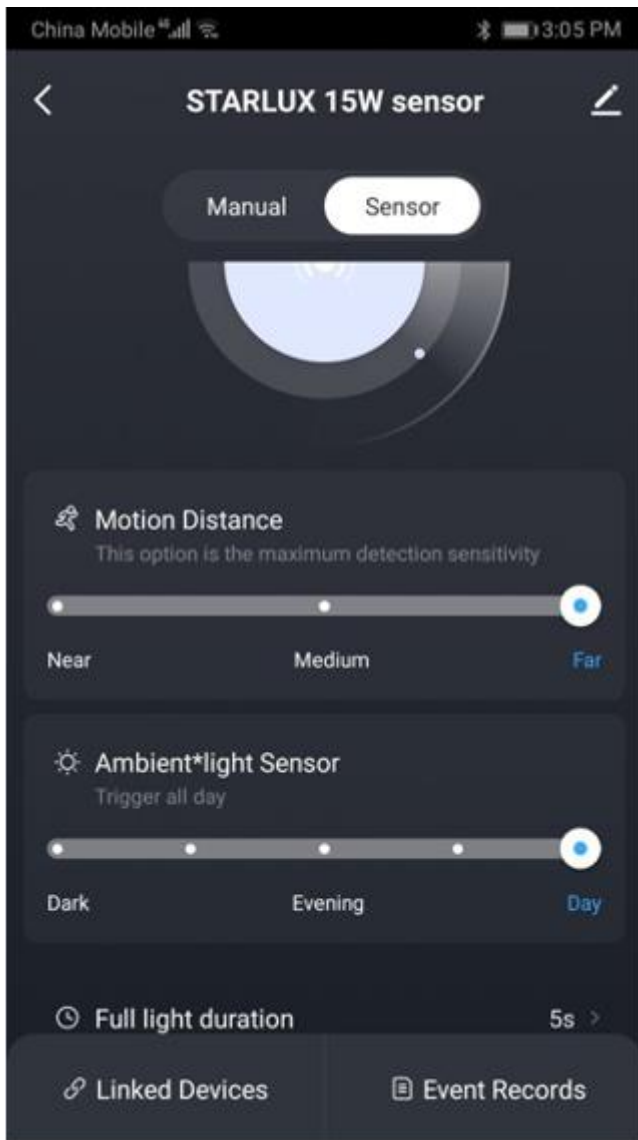 China Mobile 4G 3:05 PM
STARLUX 15W sensor
Manual Sensor
Motion Distance
This option is the maximum detection sensitivity
Near Medium Far
Ambient*light Sensor
Trigger all day
Dark Evening Day
Full light duration 5s
Linked Devices Event Records